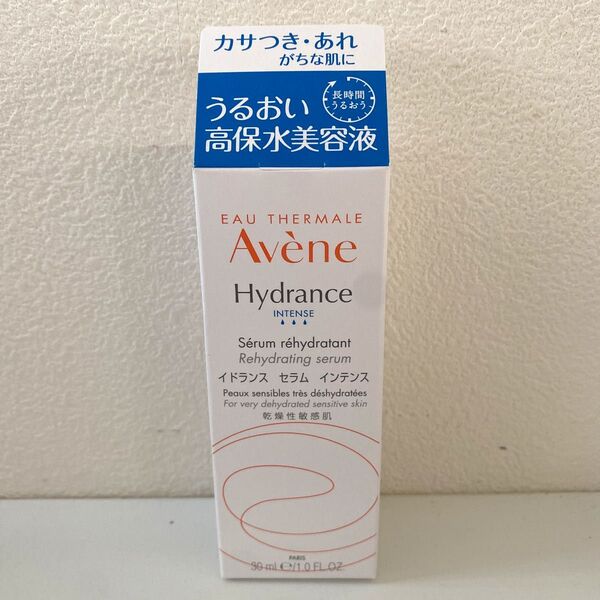 カサつき・あれ
がちな肌に
長時間
うるおう
うるおい
高保水美容液
EAU THERMALE
Avène
Hydrance
INTENSE
Sérum réhydratant
Rehydrating serum
イドランス セラム インテンス
Peaux sensibles très déshydratées
For very dehydrated sensitive skin
乾燥性敏感肌
PARIS
30 ml ℮/1.0 FL.OZ.